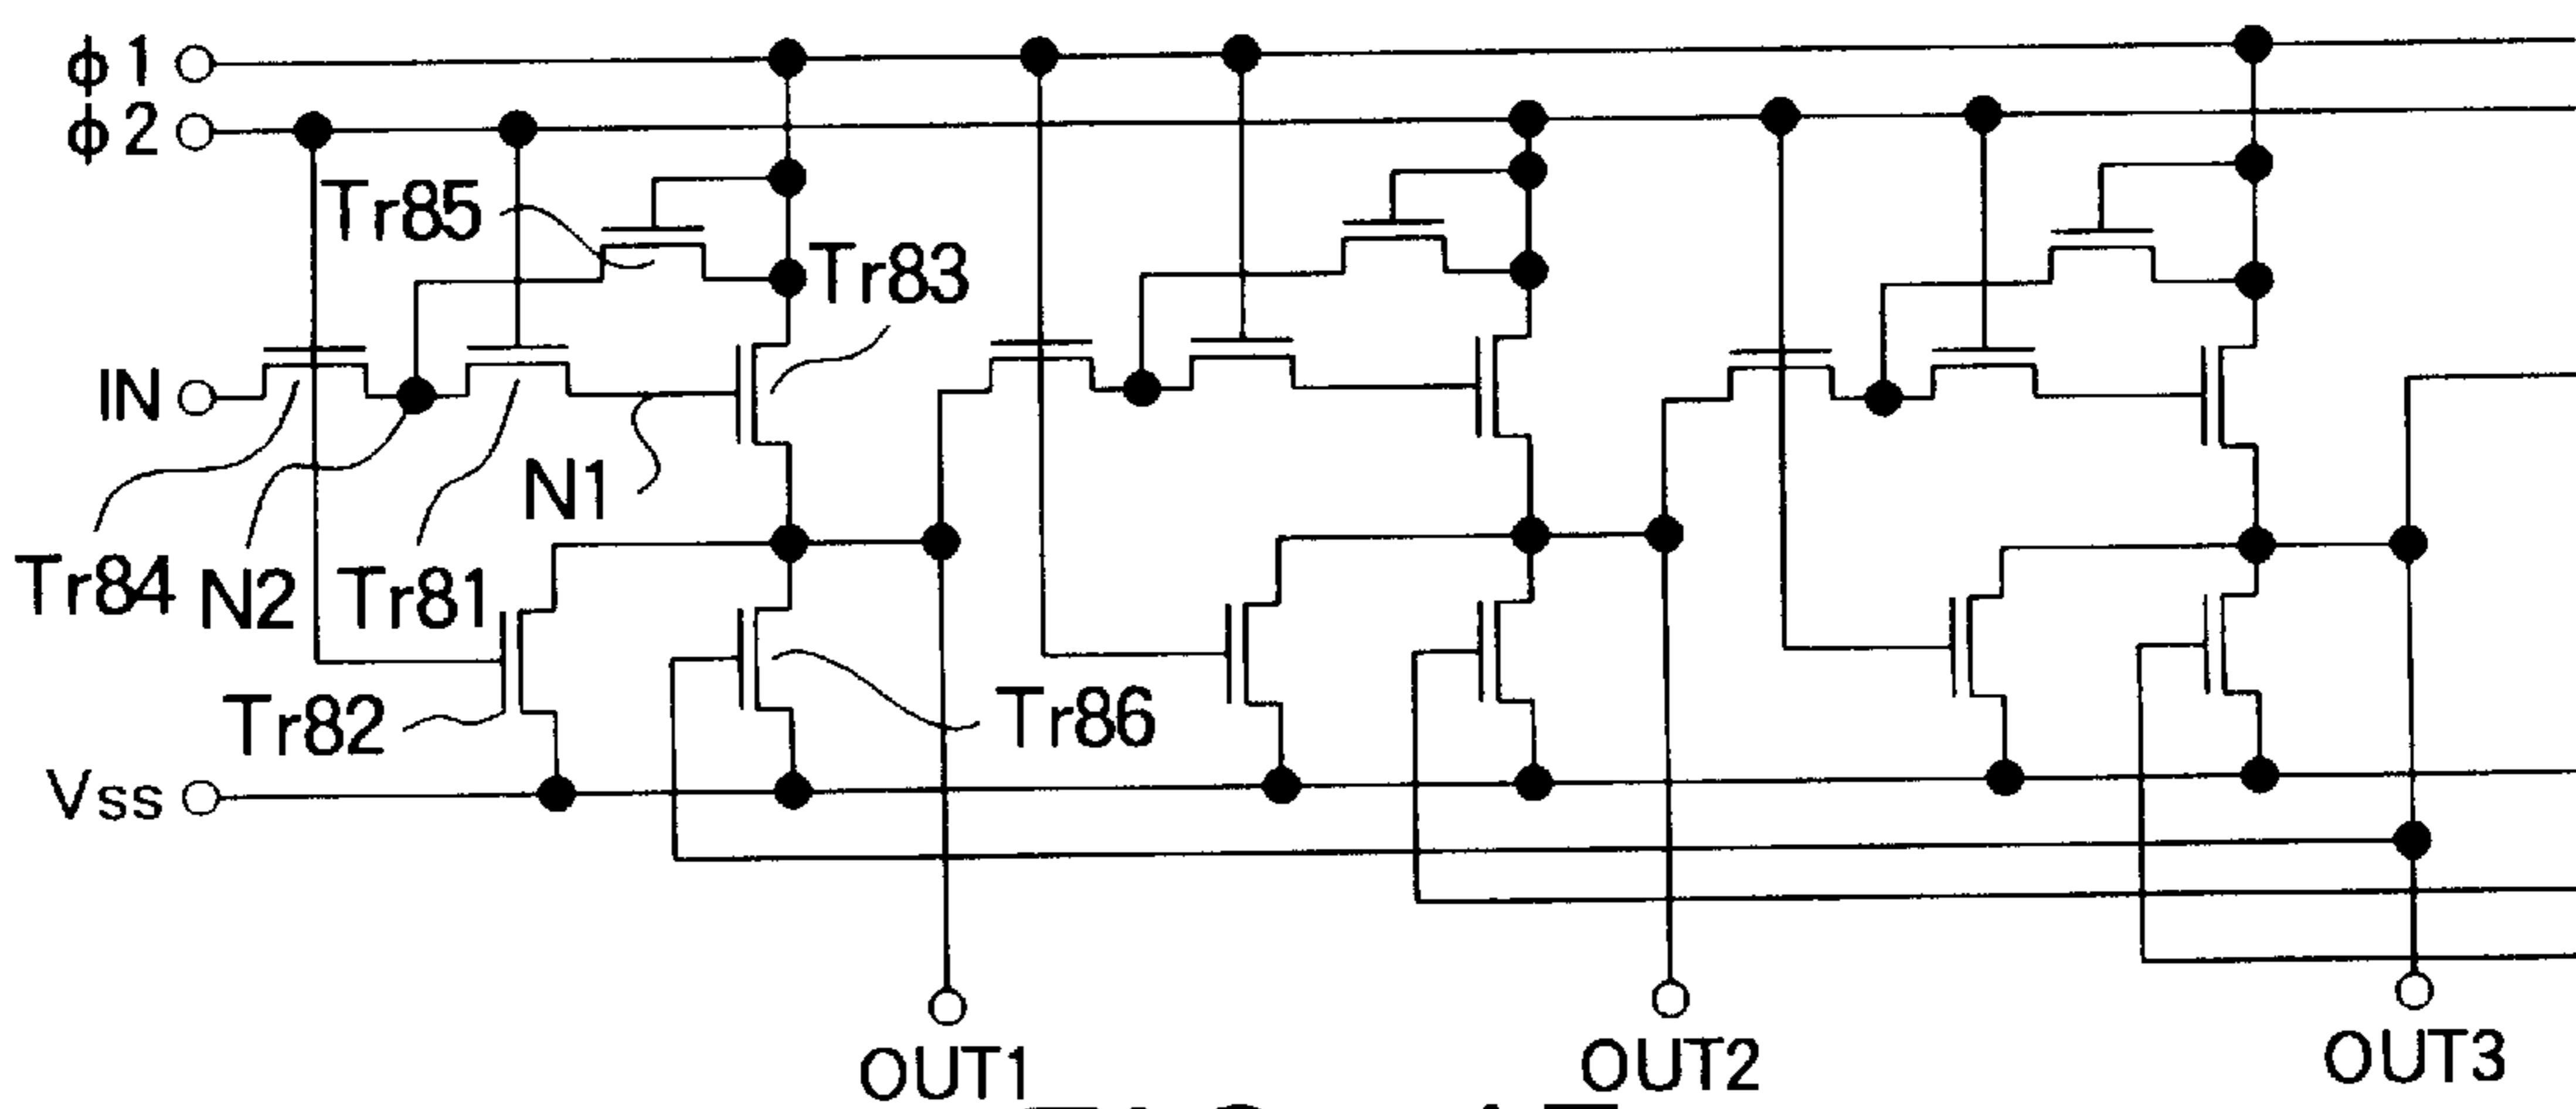 ϕ1
ϕ2
Tr85
Tr83
IN
N1
Tr84
N2
Tr81
Tr82
Tr86
Vss
OUT1
OUT2
OUT3